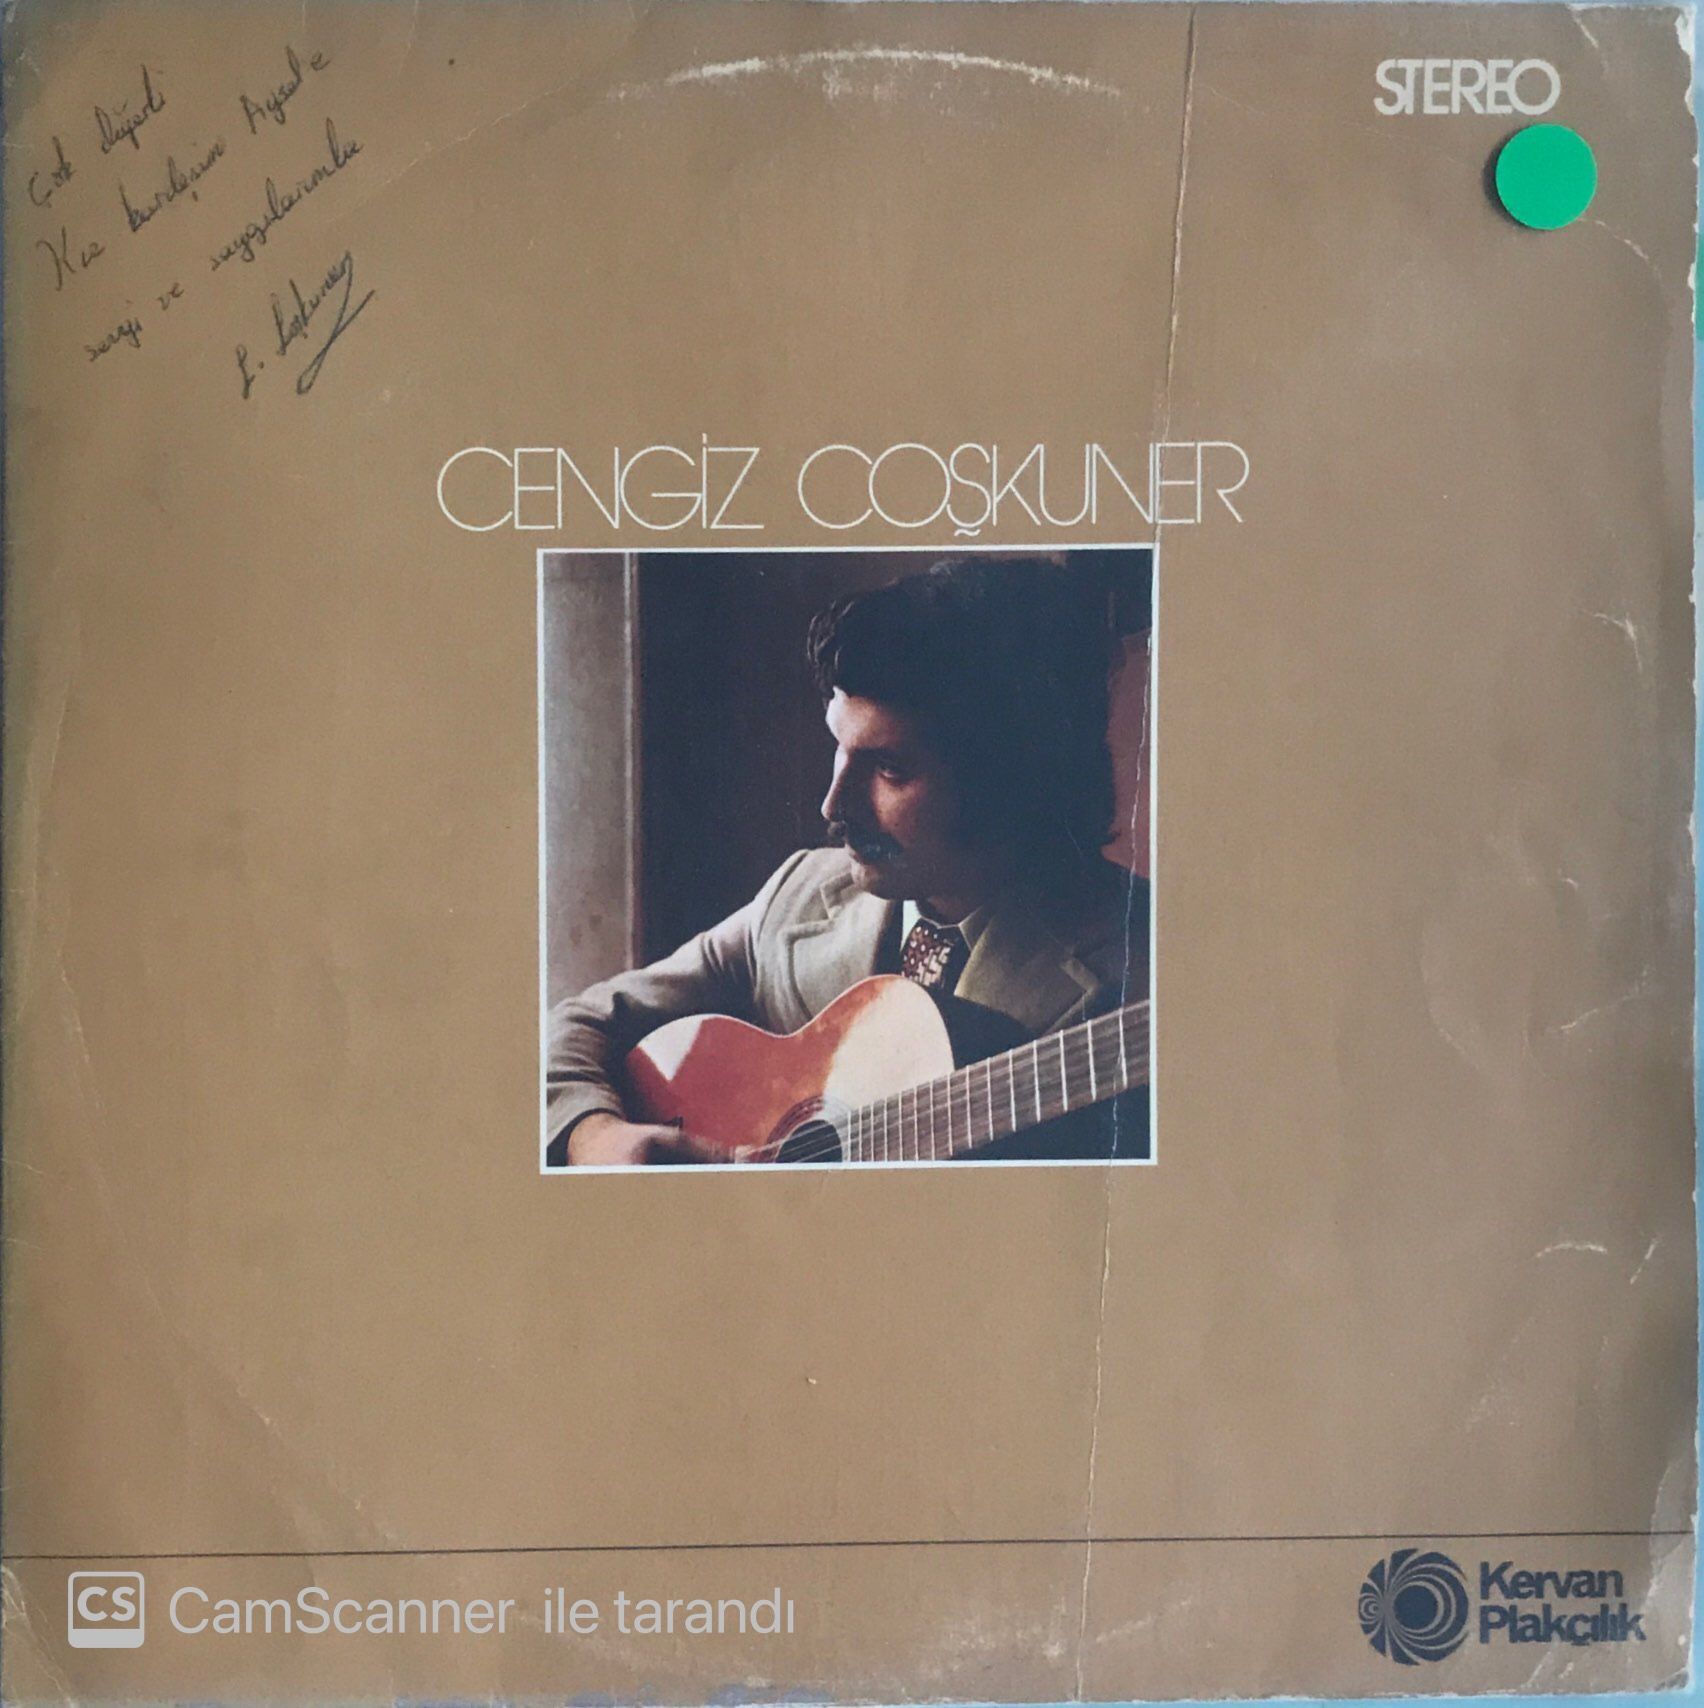 Çok değerli
Kız kardeşim Aysel'e
sevgi ve saygılarımla
STEREO
CENGİZ COŞKUNER
Kervan
Plakçılık
CS CamScanner ile tarandı